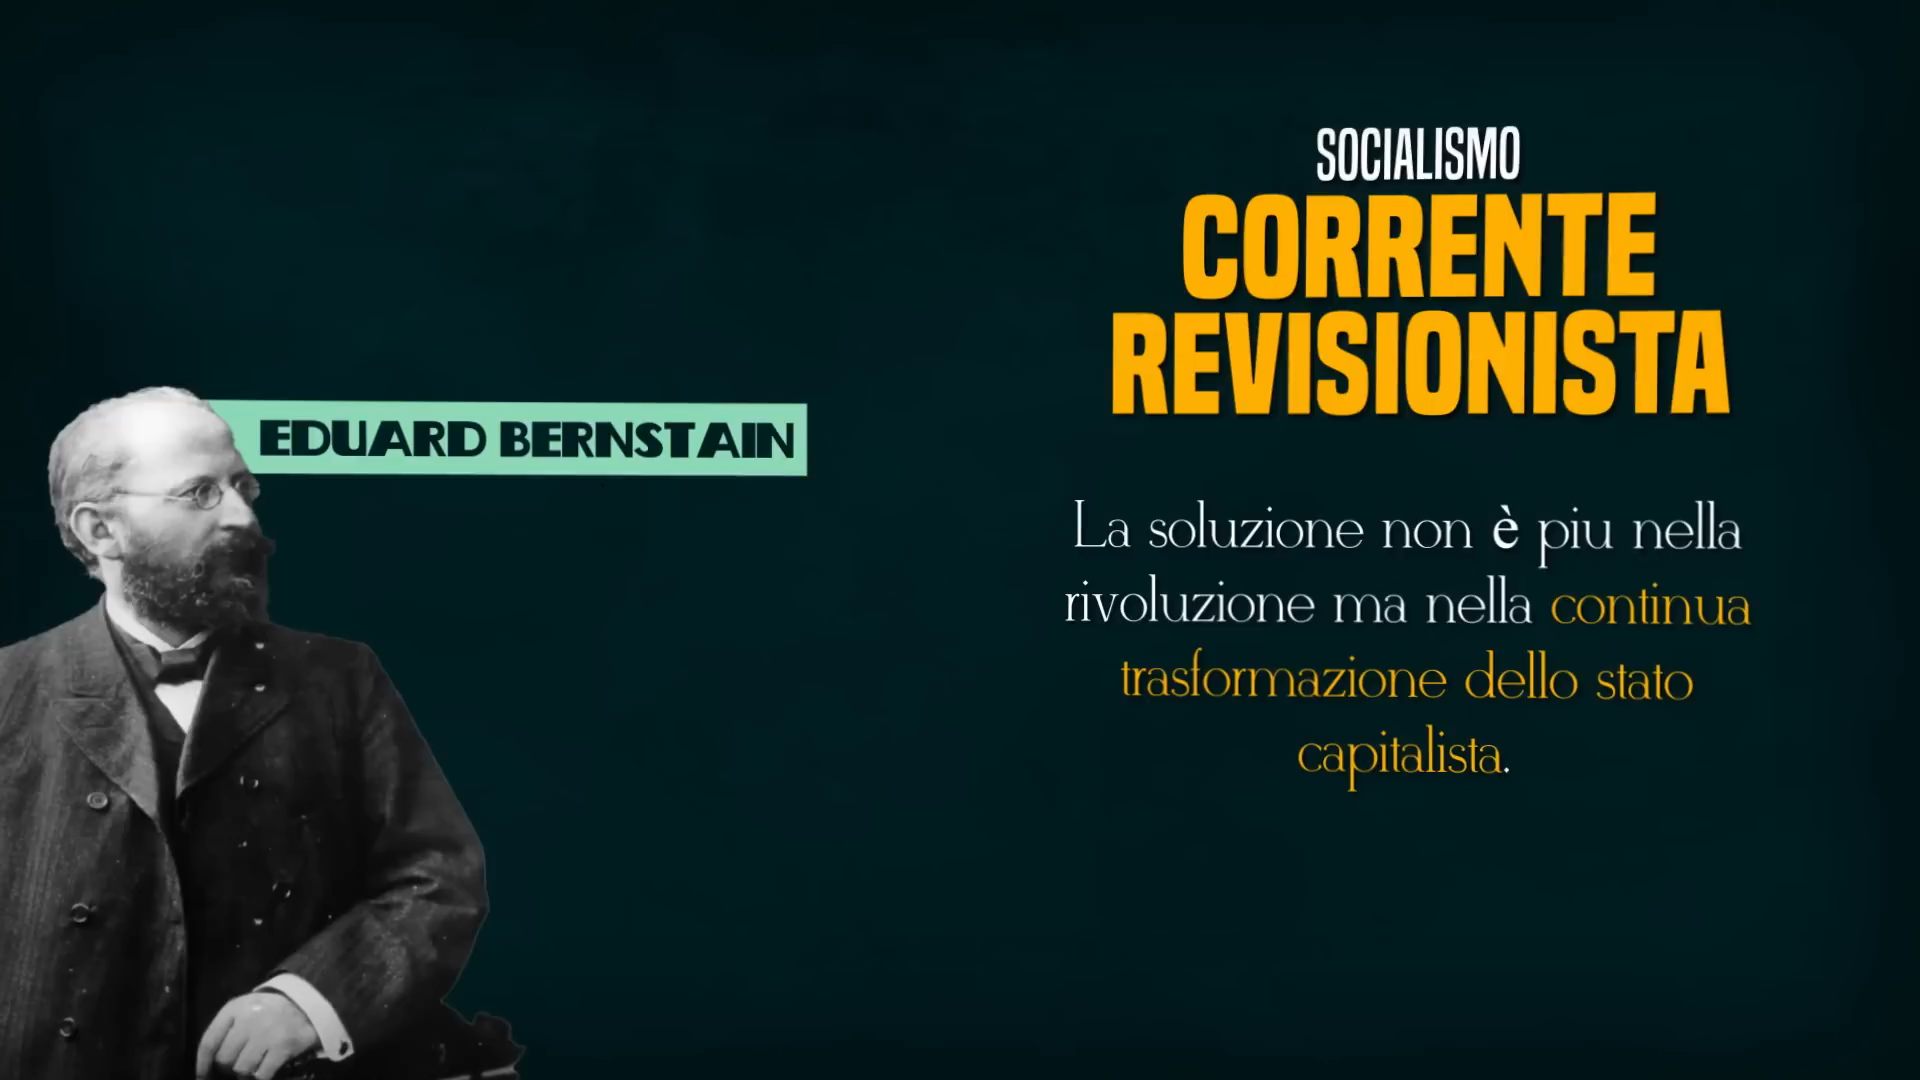 SOCIALISMO
CORRENTE
REVISIONISTA
EDUARD BERNSTAIN
La soluzione non è piu nella
rivoluzione ma nella continua
trasformazione dello stato
capitalista.